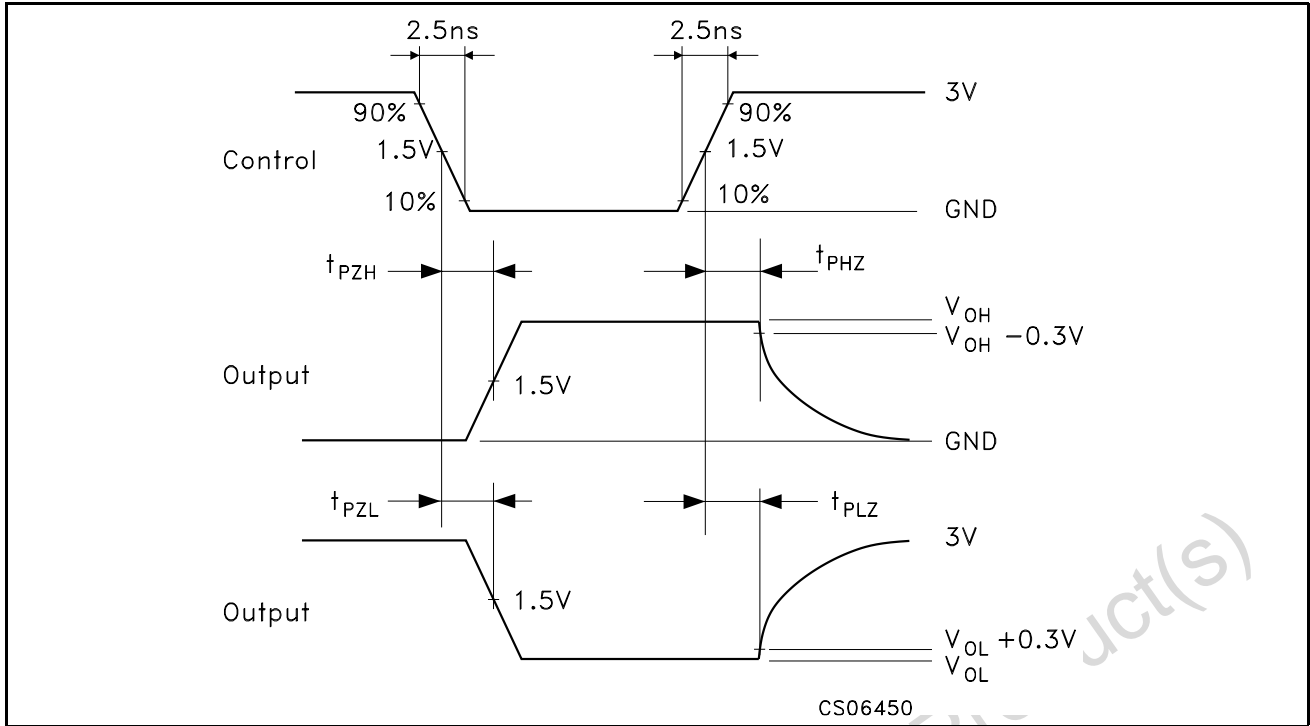 2.5ns 2.5ns
3V
90% 90%
Control 1.5V 1.5V
10% 10%
GND
tPZH tPHZ
VOH
VOH -0.3V
Output 1.5V
GND
tPZL tPLZ
3V
Output 1.5V
VOL +0.3V
VOL
CS06450
uct(s)